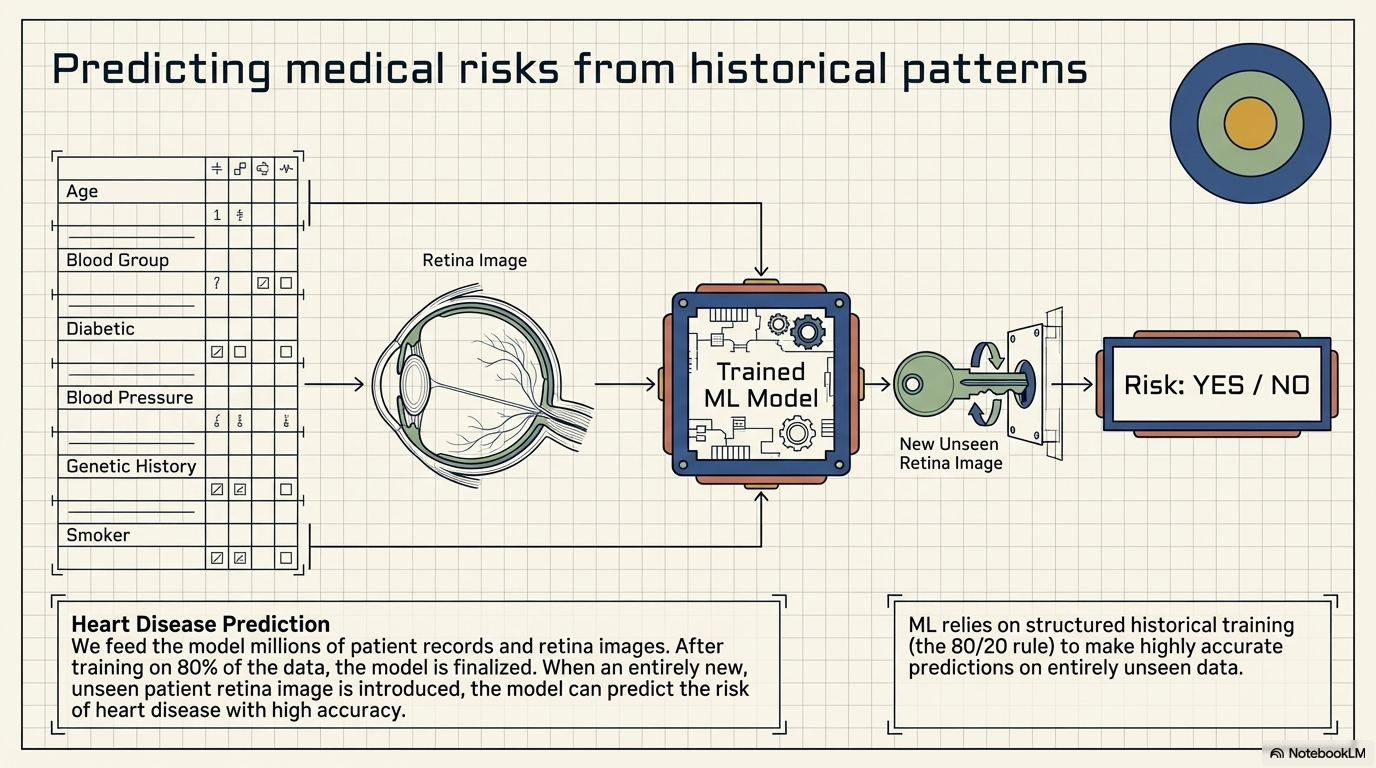 Predicting medical risks from historical patterns
Age
1
Blood Group
?
Diabetic
Blood Pressure
Genetic History
Smoker
Retina Image
Trained
ML Model
New Unseen
Retina Image
Risk: YES / NO
Heart Disease Prediction
We feed the model millions of patient records and retina images. After
training on 80% of the data, the model is finalized. When an entirely new,
unseen patient retina image is introduced, the model can predict the risk
of heart disease with high accuracy.
ML relies on structured historical training
(the 80/20 rule) to make highly accurate
predictions on entirely unseen data.
NotebookLM